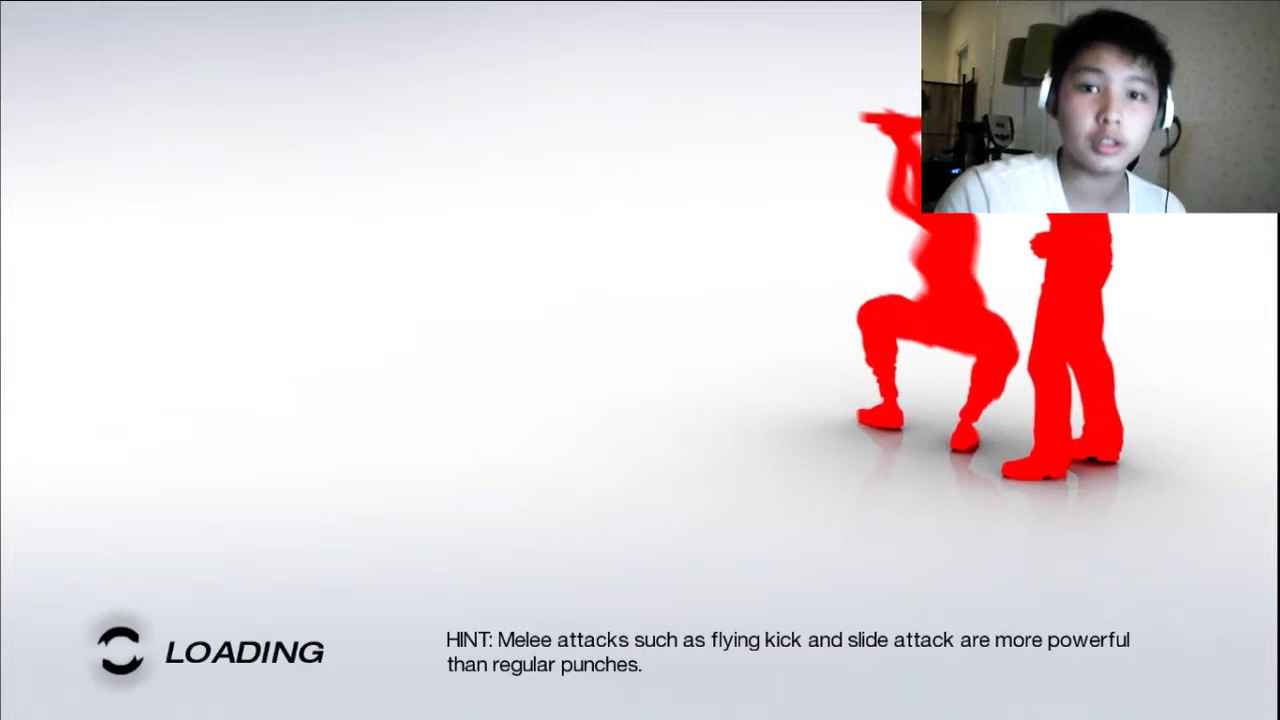 LOADING
HINT: Melee attacks such as flying kick and slide attack are more powerful
than regular punches.